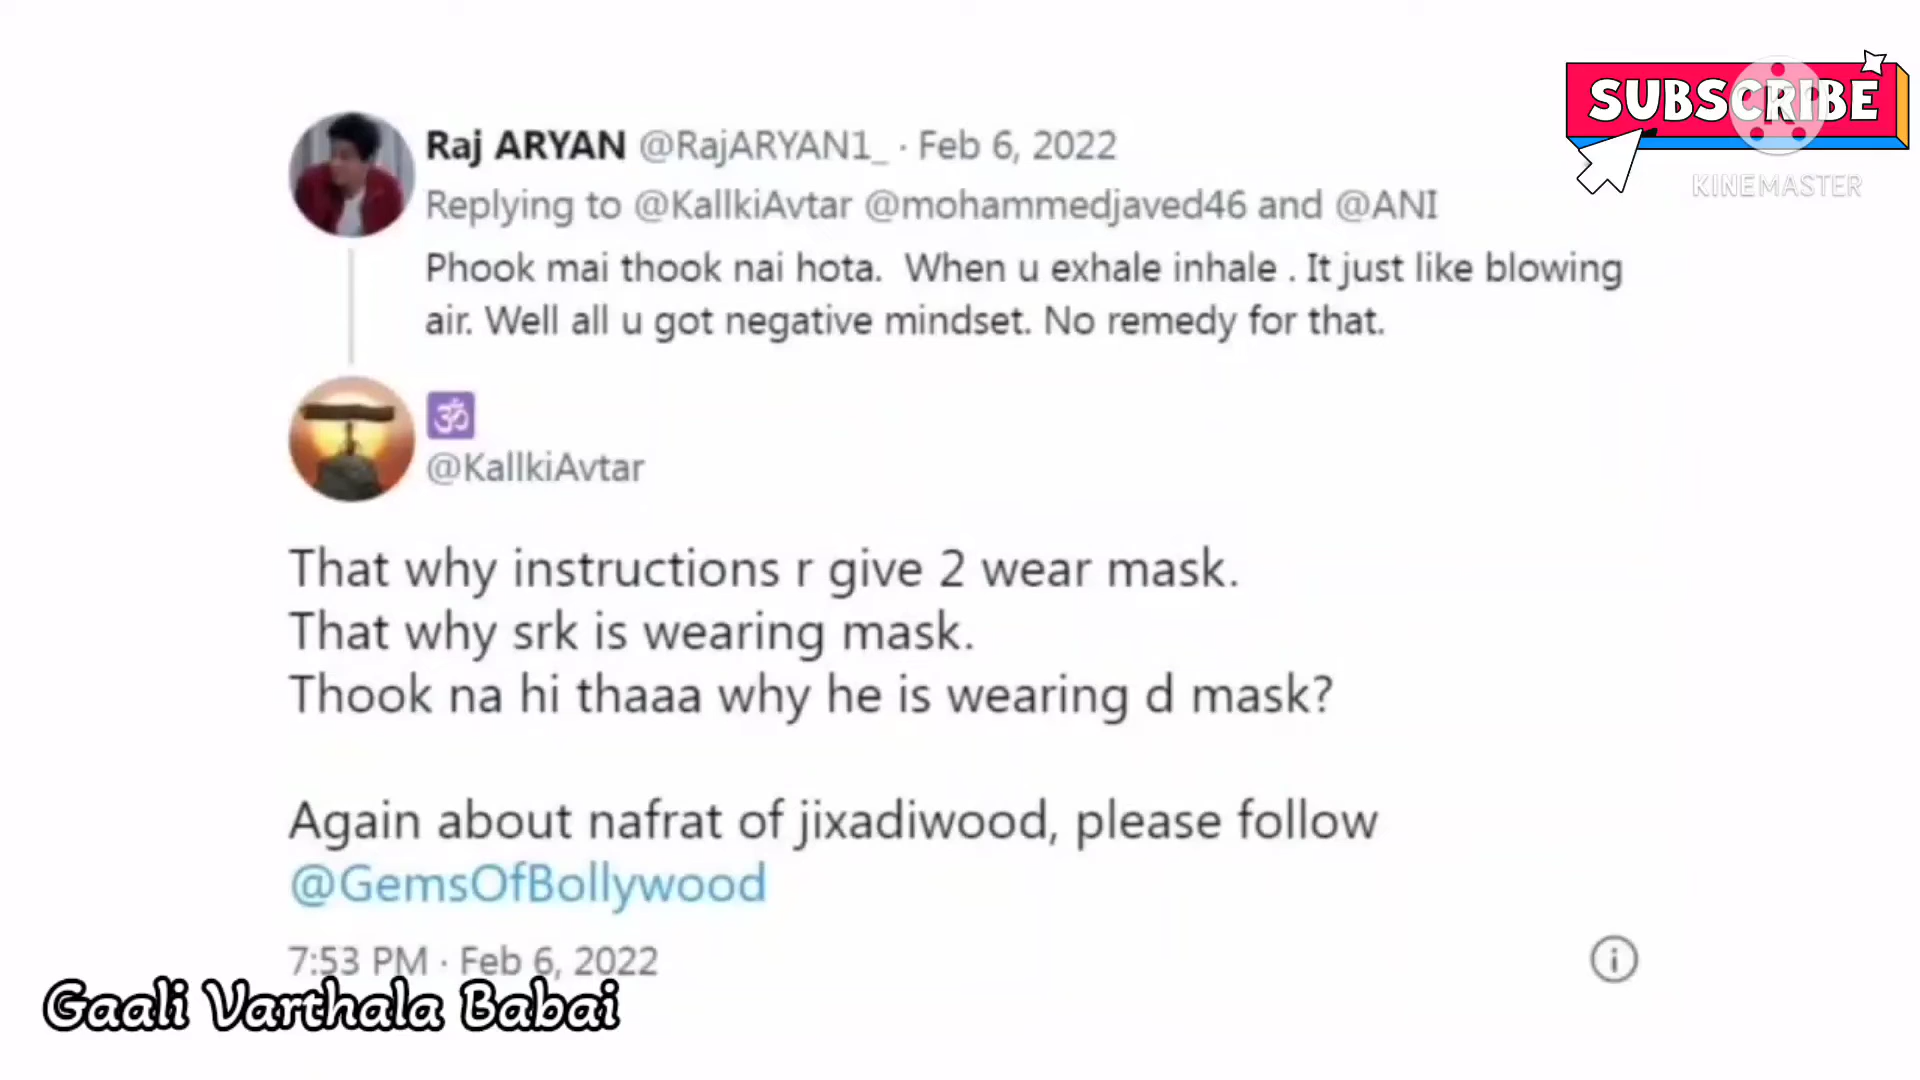 SUBSCRIBE
KINEMASTER
Raj ARYAN @RajARYAN1_ · Feb 6, 2022
Replying to @KallkiAvtar @mohammedjaved46 and @ANI
Phook mai thook nai hota. When u exhale inhale . It just like blowing
air. Well all u got negative mindset. No remedy for that.
🕉
@KallkiAvtar
That why instructions r give 2 wear mask.
That why srk is wearing mask.
Thook na hi thaaa why he is wearing d mask?
Again about nafrat of jixadiwood, please follow
@GemsOfBollywood
7:53 PM · Feb 6, 2022
Gaali Varthala Babai